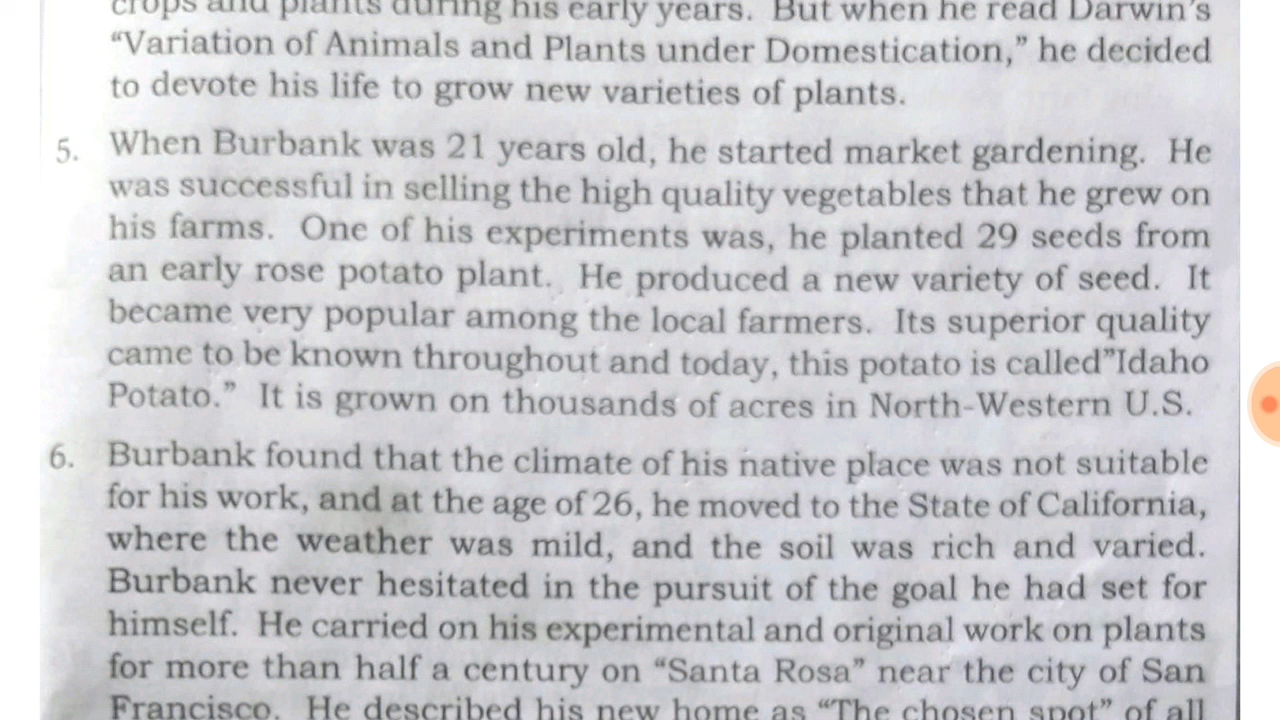 crops and plants during his early years. But when he read Darwin's
“Variation of Animals and Plants under Domestication,” he decided
to devote his life to grow new varieties of plants.
5. When Burbank was 21 years old, he started market gardening. He
was successful in selling the high quality vegetables that he grew on
his farms. One of his experiments was, he planted 29 seeds from
an early rose potato plant. He produced a new variety of seed. It
became very popular among the local farmers. Its superior quality
came to be known throughout and today, this potato is called”Idaho
Potato.” It is grown on thousands of acres in North-Western U.S.
6. Burbank found that the climate of his native place was not suitable
for his work, and at the age of 26, he moved to the State of California,
where the weather was mild, and the soil was rich and varied.
Burbank never hesitated in the pursuit of the goal he had set for
himself. He carried on his experimental and original work on plants
for more than half a century on “Santa Rosa” near the city of San
Francisco. He described his new home as “The chosen spot” of all